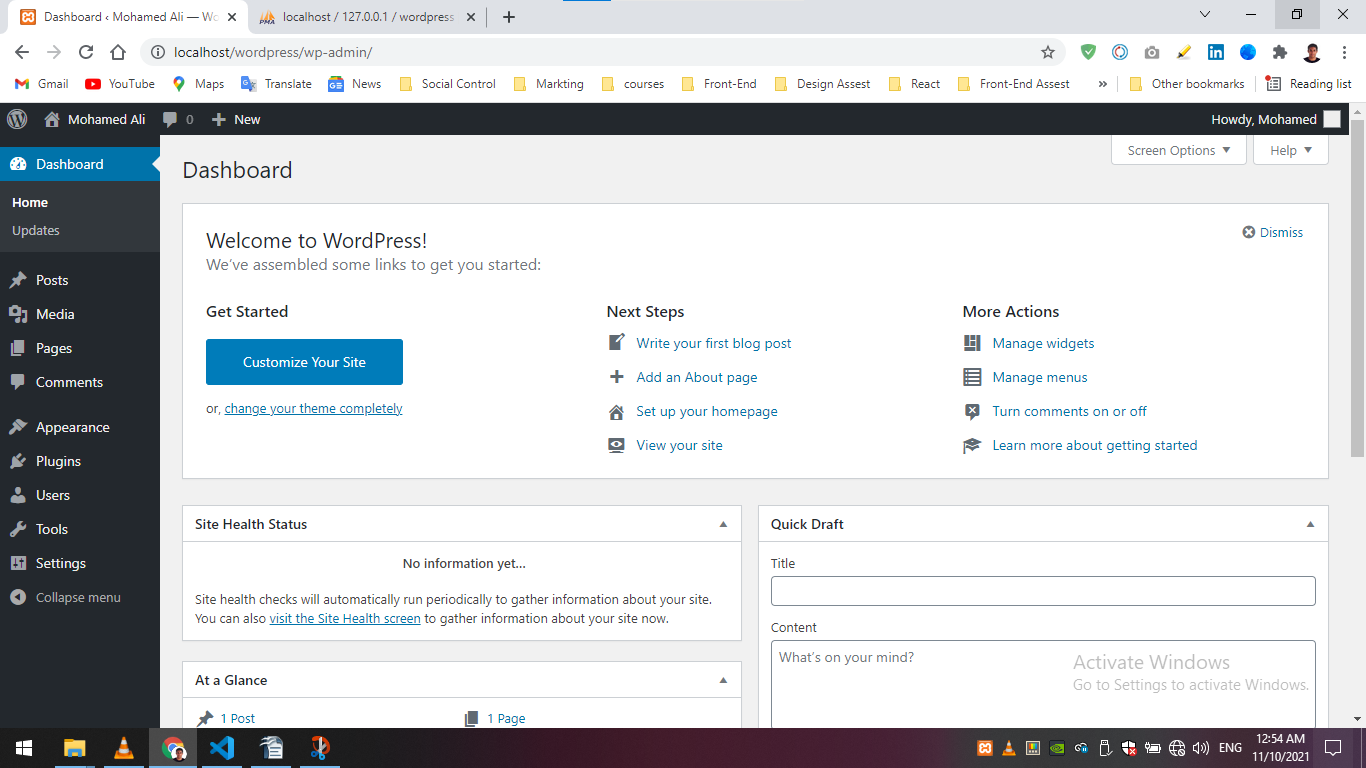 Dashboard ‹ Mohamed Ali — Wo
localhost / 127.0.0.1 / wordpress
localhost/wordpress/wp-admin/
Gmail YouTube Maps Translate News Social Control Markting courses Front-End Design Assest React Front-End Assest » Other bookmarks Reading list
Mohamed Ali 0 New Howdy, Mohamed
Screen Options Help
Dashboard
Home
Updates
Posts
Media
Pages
Comments
Appearance
Plugins
Users
Tools
Settings
Collapse menu
Dashboard
Welcome to WordPress!
Dismiss
We’ve assembled some links to get you started:
Get Started
Customize Your Site
or, change your theme completely
Next Steps
Write your first blog post
Add an About page
Set up your homepage
View your site
More Actions
Manage widgets
Manage menus
Turn comments on or off
Learn more about getting started
Site Health Status
No information yet…
Site health checks will automatically run periodically to gather information about your site.
You can also visit the Site Health screen to gather information about your site now.
At a Glance
1 Post 1 Page
Quick Draft
Title
Content
What’s on your mind?
Activate Windows
Go to Settings to activate Windows.
ENG
12:54 AM
11/10/2021